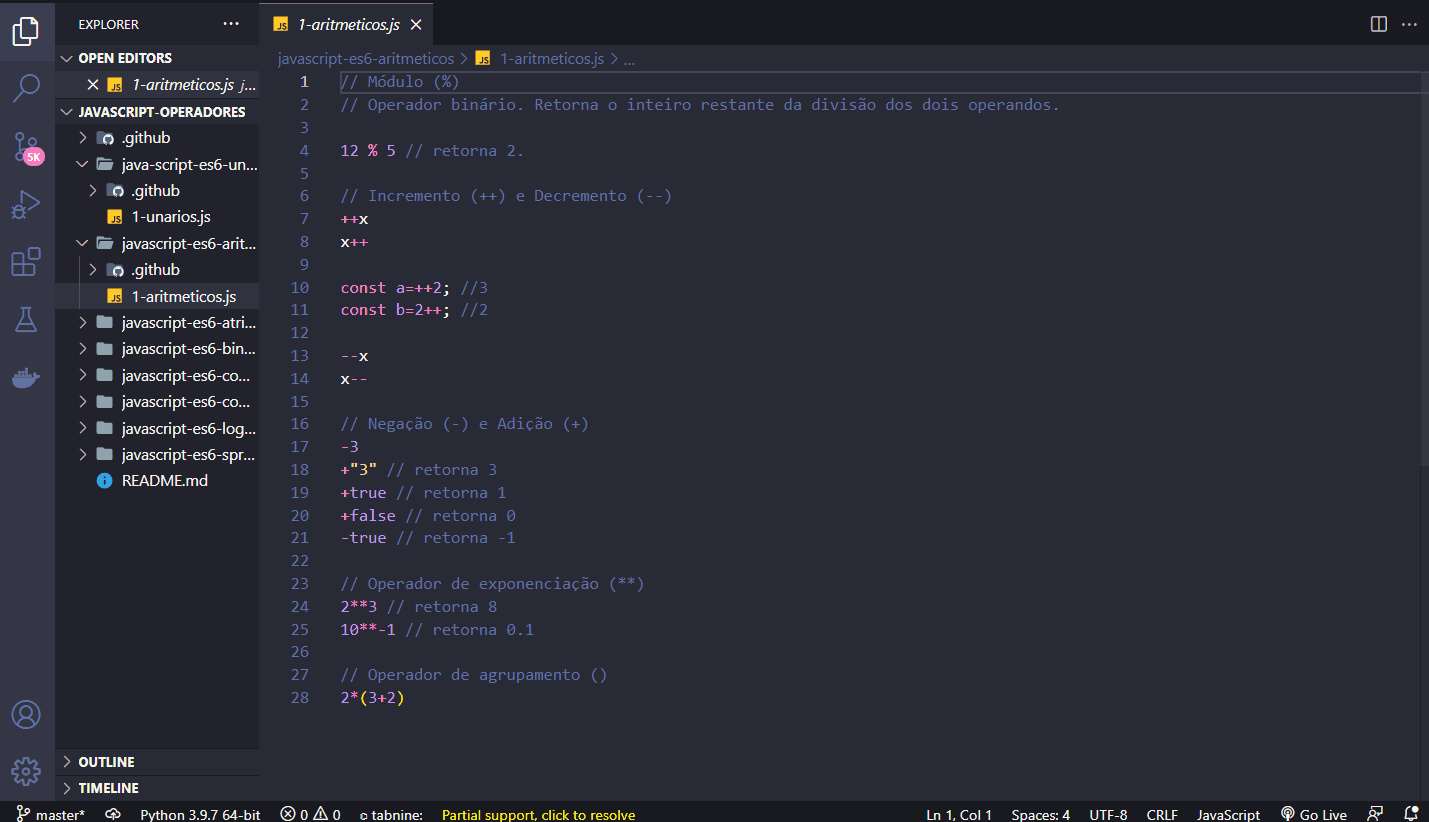 EXPLORER ···
OPEN EDITORS
JS 1-aritmeticos.js j...
JAVASCRIPT-OPERADORES
.github
java-script-es6-un...
.github
JS 1-unarios.js
javascript-es6-arit...
.github
JS 1-aritmeticos.js
javascript-es6-atri...
javascript-es6-bin...
javascript-es6-co...
javascript-es6-co...
javascript-es6-log...
javascript-es6-spr...
README.md
OUTLINE
TIMELINE
5K
JS 1-aritmeticos.js
javascript-es6-aritmeticos > JS 1-aritmeticos.js > ...
1 // Módulo (%)
2 // Operador binário. Retorna o inteiro restante da divisão dos dois operandos.
3
4 12 % 5 // retorna 2.
5
6 // Incremento (++) e Decremento (--)
7 ++x
8 x++
9
10 const a=++2; //3
11 const b=2++; //2
12
13 --x
14 x--
15
16 // Negação (-) e Adição (+)
17 -3
18 +"3" // retorna 3
19 +true // retorna 1
20 +false // retorna 0
21 -true // retorna -1
22
23 // Operador de exponenciação (**)
24 2**3 // retorna 8
25 10**-1 // retorna 0.1
26
27 // Operador de agrupamento ()
28 2*(3+2)
master* Python 3.9.7 64-bit 0 0 tabnine: Partial support, click to resolve Ln 1, Col 1 Spaces: 4 UTF-8 CRLF JavaScript Go Live